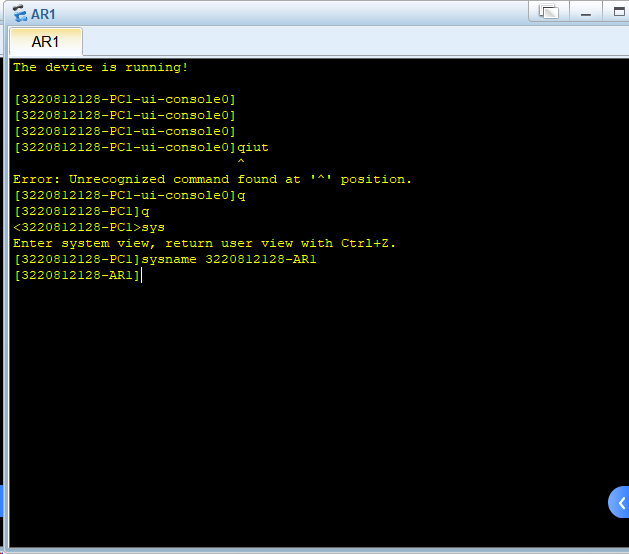 AR1
AR1
The device is running!
[3220812128-PC1-ui-console0]
[3220812128-PC1-ui-console0]
[3220812128-PC1-ui-console0]
[3220812128-PC1-ui-console0]qiut
^
Error: Unrecognized command found at '^' position.
[3220812128-PC1-ui-console0]q
[3220812128-PC1]q
<3220812128-PC1>sys
Enter system view, return user view with Ctrl+Z.
[3220812128-PC1]sysname 3220812128-AR1
[3220812128-AR1]